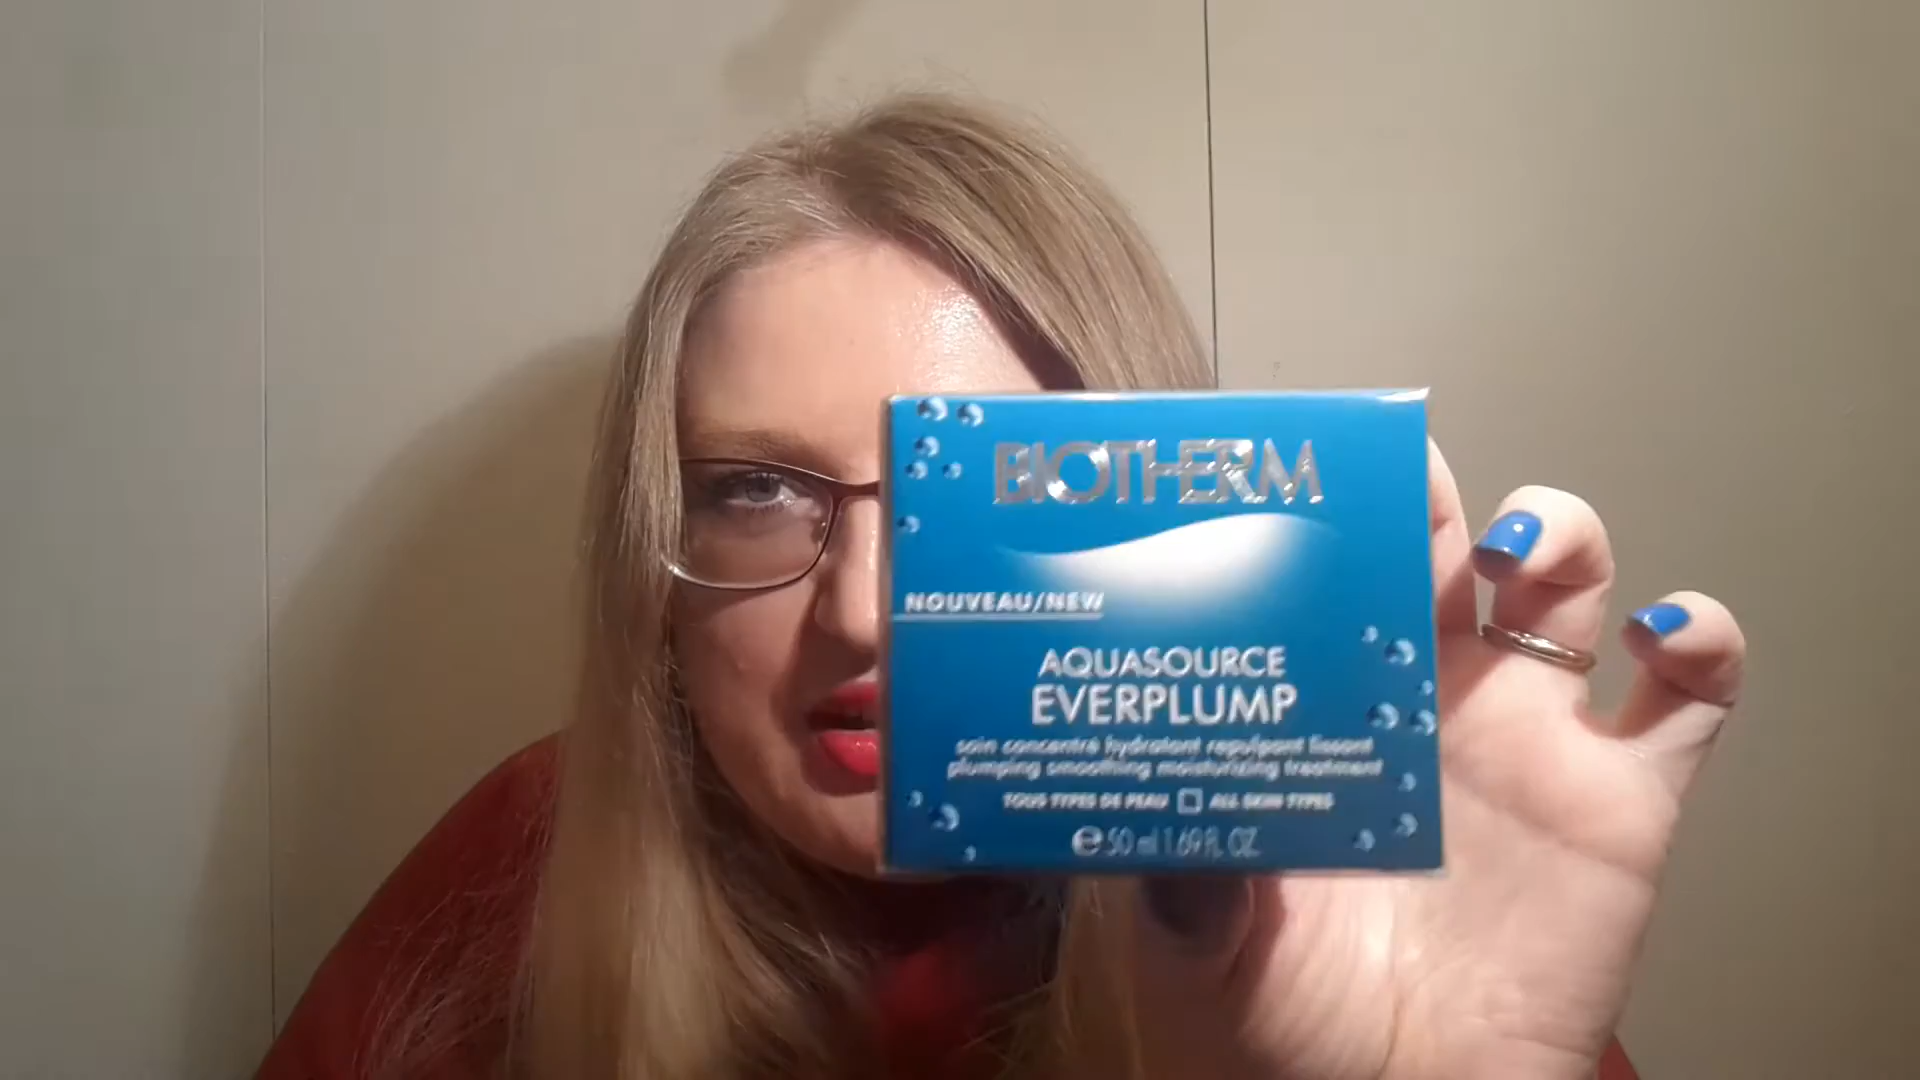 BIOTHERM
NOUVEAU/NEW
AQUASOURCE
EVERPLUMP
soin concentré hydratant repulpant lissant
plumping smoothing moisturizing treatment
TOUS TYPES DE PEAU ALL SKIN TYPES
℮ 50 ml 1.69 FL. OZ.